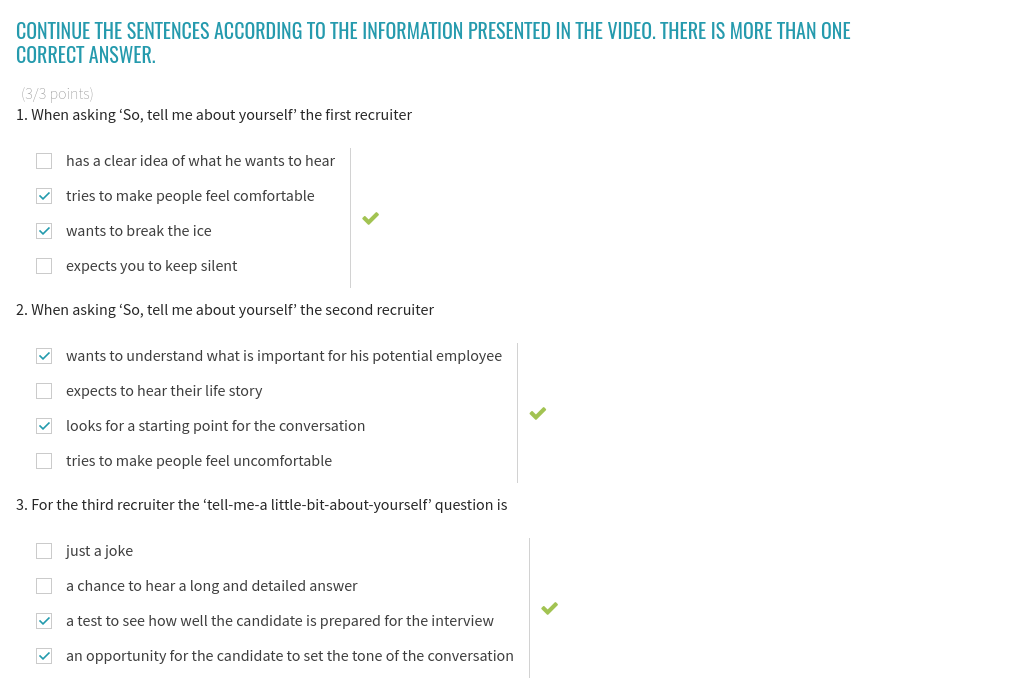 CONTINUE THE SENTENCES ACCORDING TO THE INFORMATION PRESENTED IN THE VIDEO. THERE IS MORE THAN ONE
CORRECT ANSWER.
(3/3 points)
1. When asking ‘So, tell me about yourself’ the first recruiter
has a clear idea of what he wants to hear
tries to make people feel comfortable
wants to break the ice
expects you to keep silent
2. When asking ‘So, tell me about yourself’ the second recruiter
wants to understand what is important for his potential employee
expects to hear their life story
looks for a starting point for the conversation
tries to make people feel uncomfortable
3. For the third recruiter the ‘tell-me-a little-bit-about-yourself’ question is
just a joke
a chance to hear a long and detailed answer
a test to see how well the candidate is prepared for the interview
an opportunity for the candidate to set the tone of the conversation